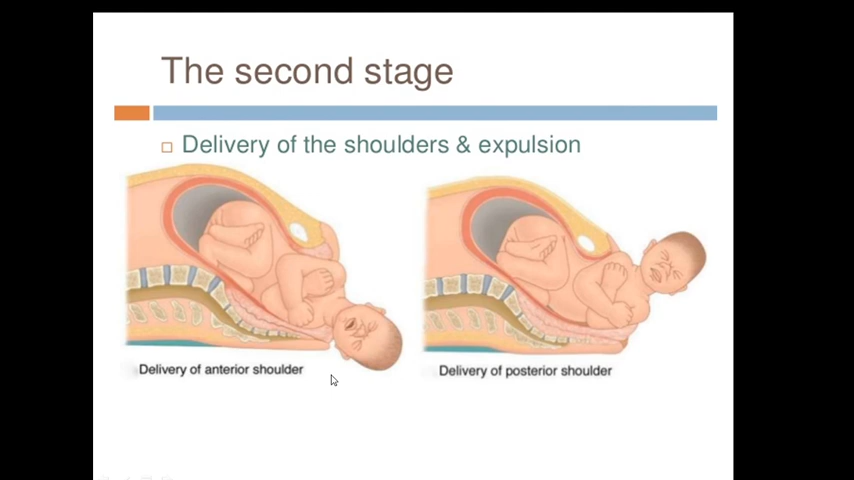 The second stage
Delivery of the shoulders & expulsion
Delivery of anterior shoulder
Delivery of posterior shoulder